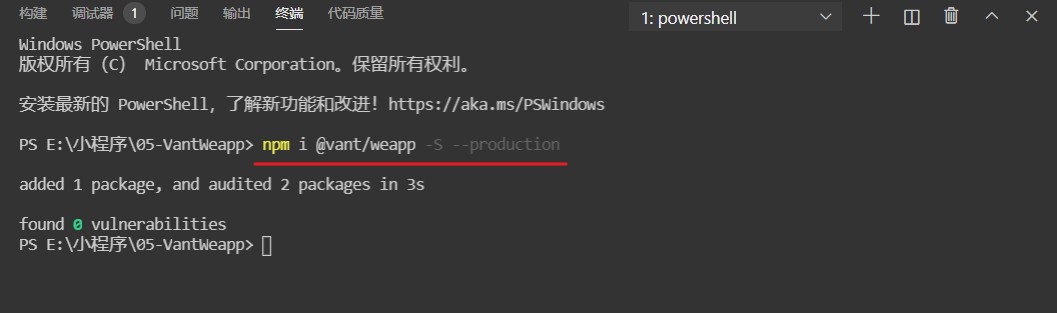 构建 调试器 1 问题 输出 终端 代码质量 1: powershell
Windows PowerShell
版权所有 (C) Microsoft Corporation。保留所有权利。
安装最新的 PowerShell，了解新功能和改进！https://aka.ms/PSWindows
PS E:\小程序\05-VantWeapp> npm i @vant/weapp -S --production
added 1 package, and audited 2 packages in 3s
found 0 vulnerabilities
PS E:\小程序\05-VantWeapp>